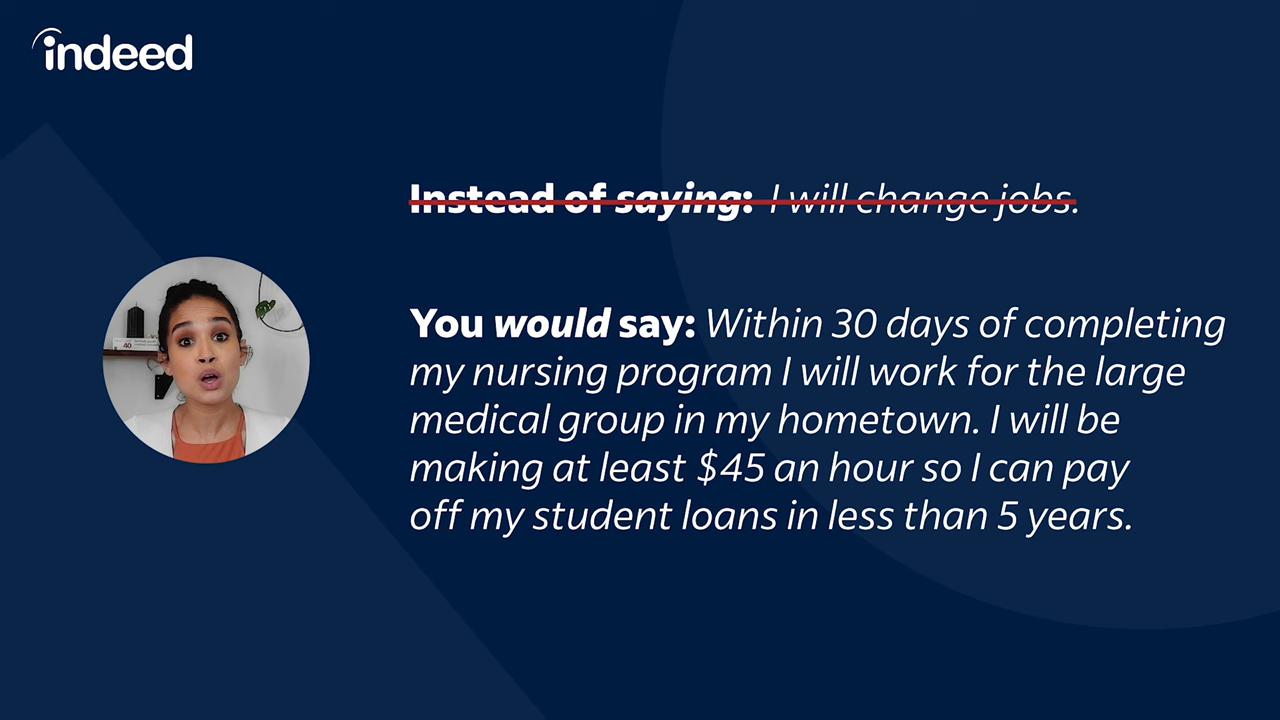 indeed
Instead of saying: I will change jobs.
You would say: Within 30 days of completing
my nursing program I will work for the large
medical group in my hometown. I will be
making at least $45 an hour so I can pay
off my student loans in less than 5 years.